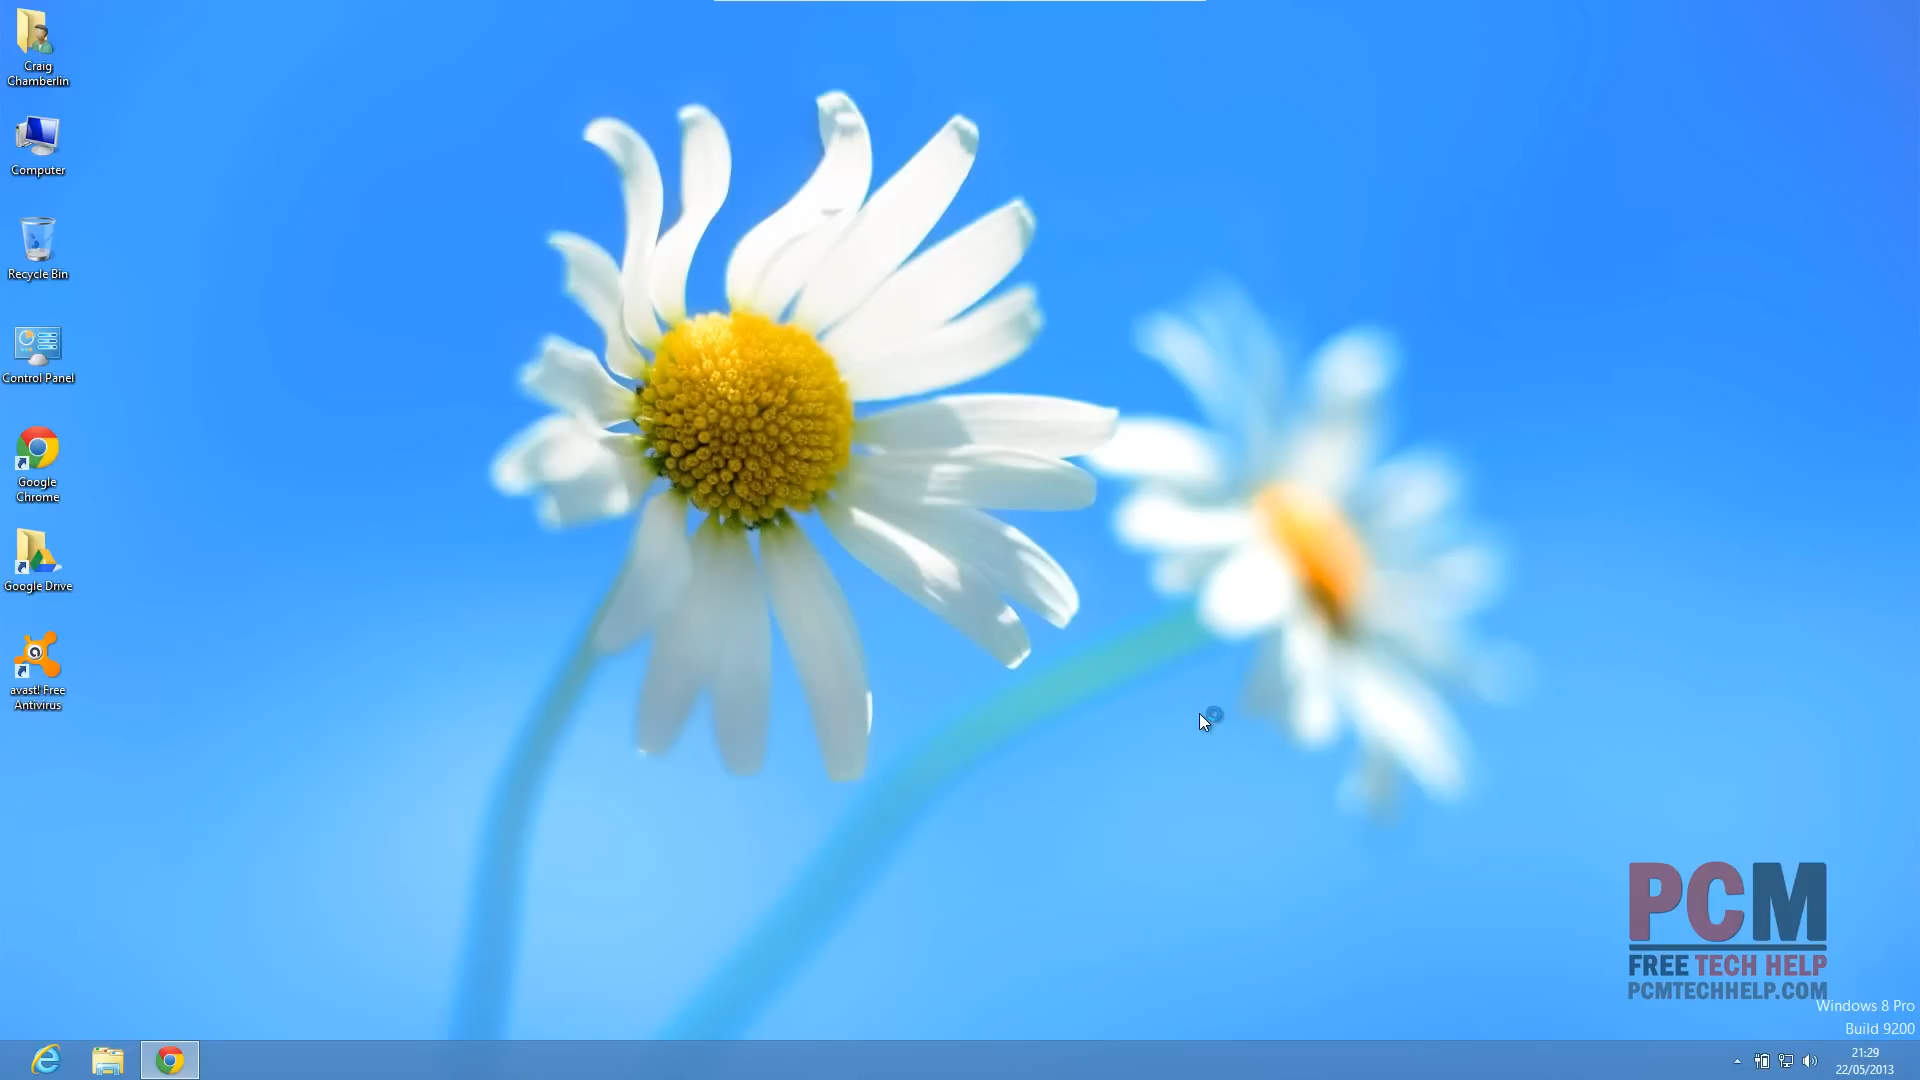 Craig
Chamberlin
Computer
Recycle Bin
Control Panel
Google
Chrome
Google Drive
avast! Free
Antivirus
PCM
FREE TECH HELP
PCMTECHHELP.COM
Windows 8 Pro
Build 9200
21:29
22/05/2013